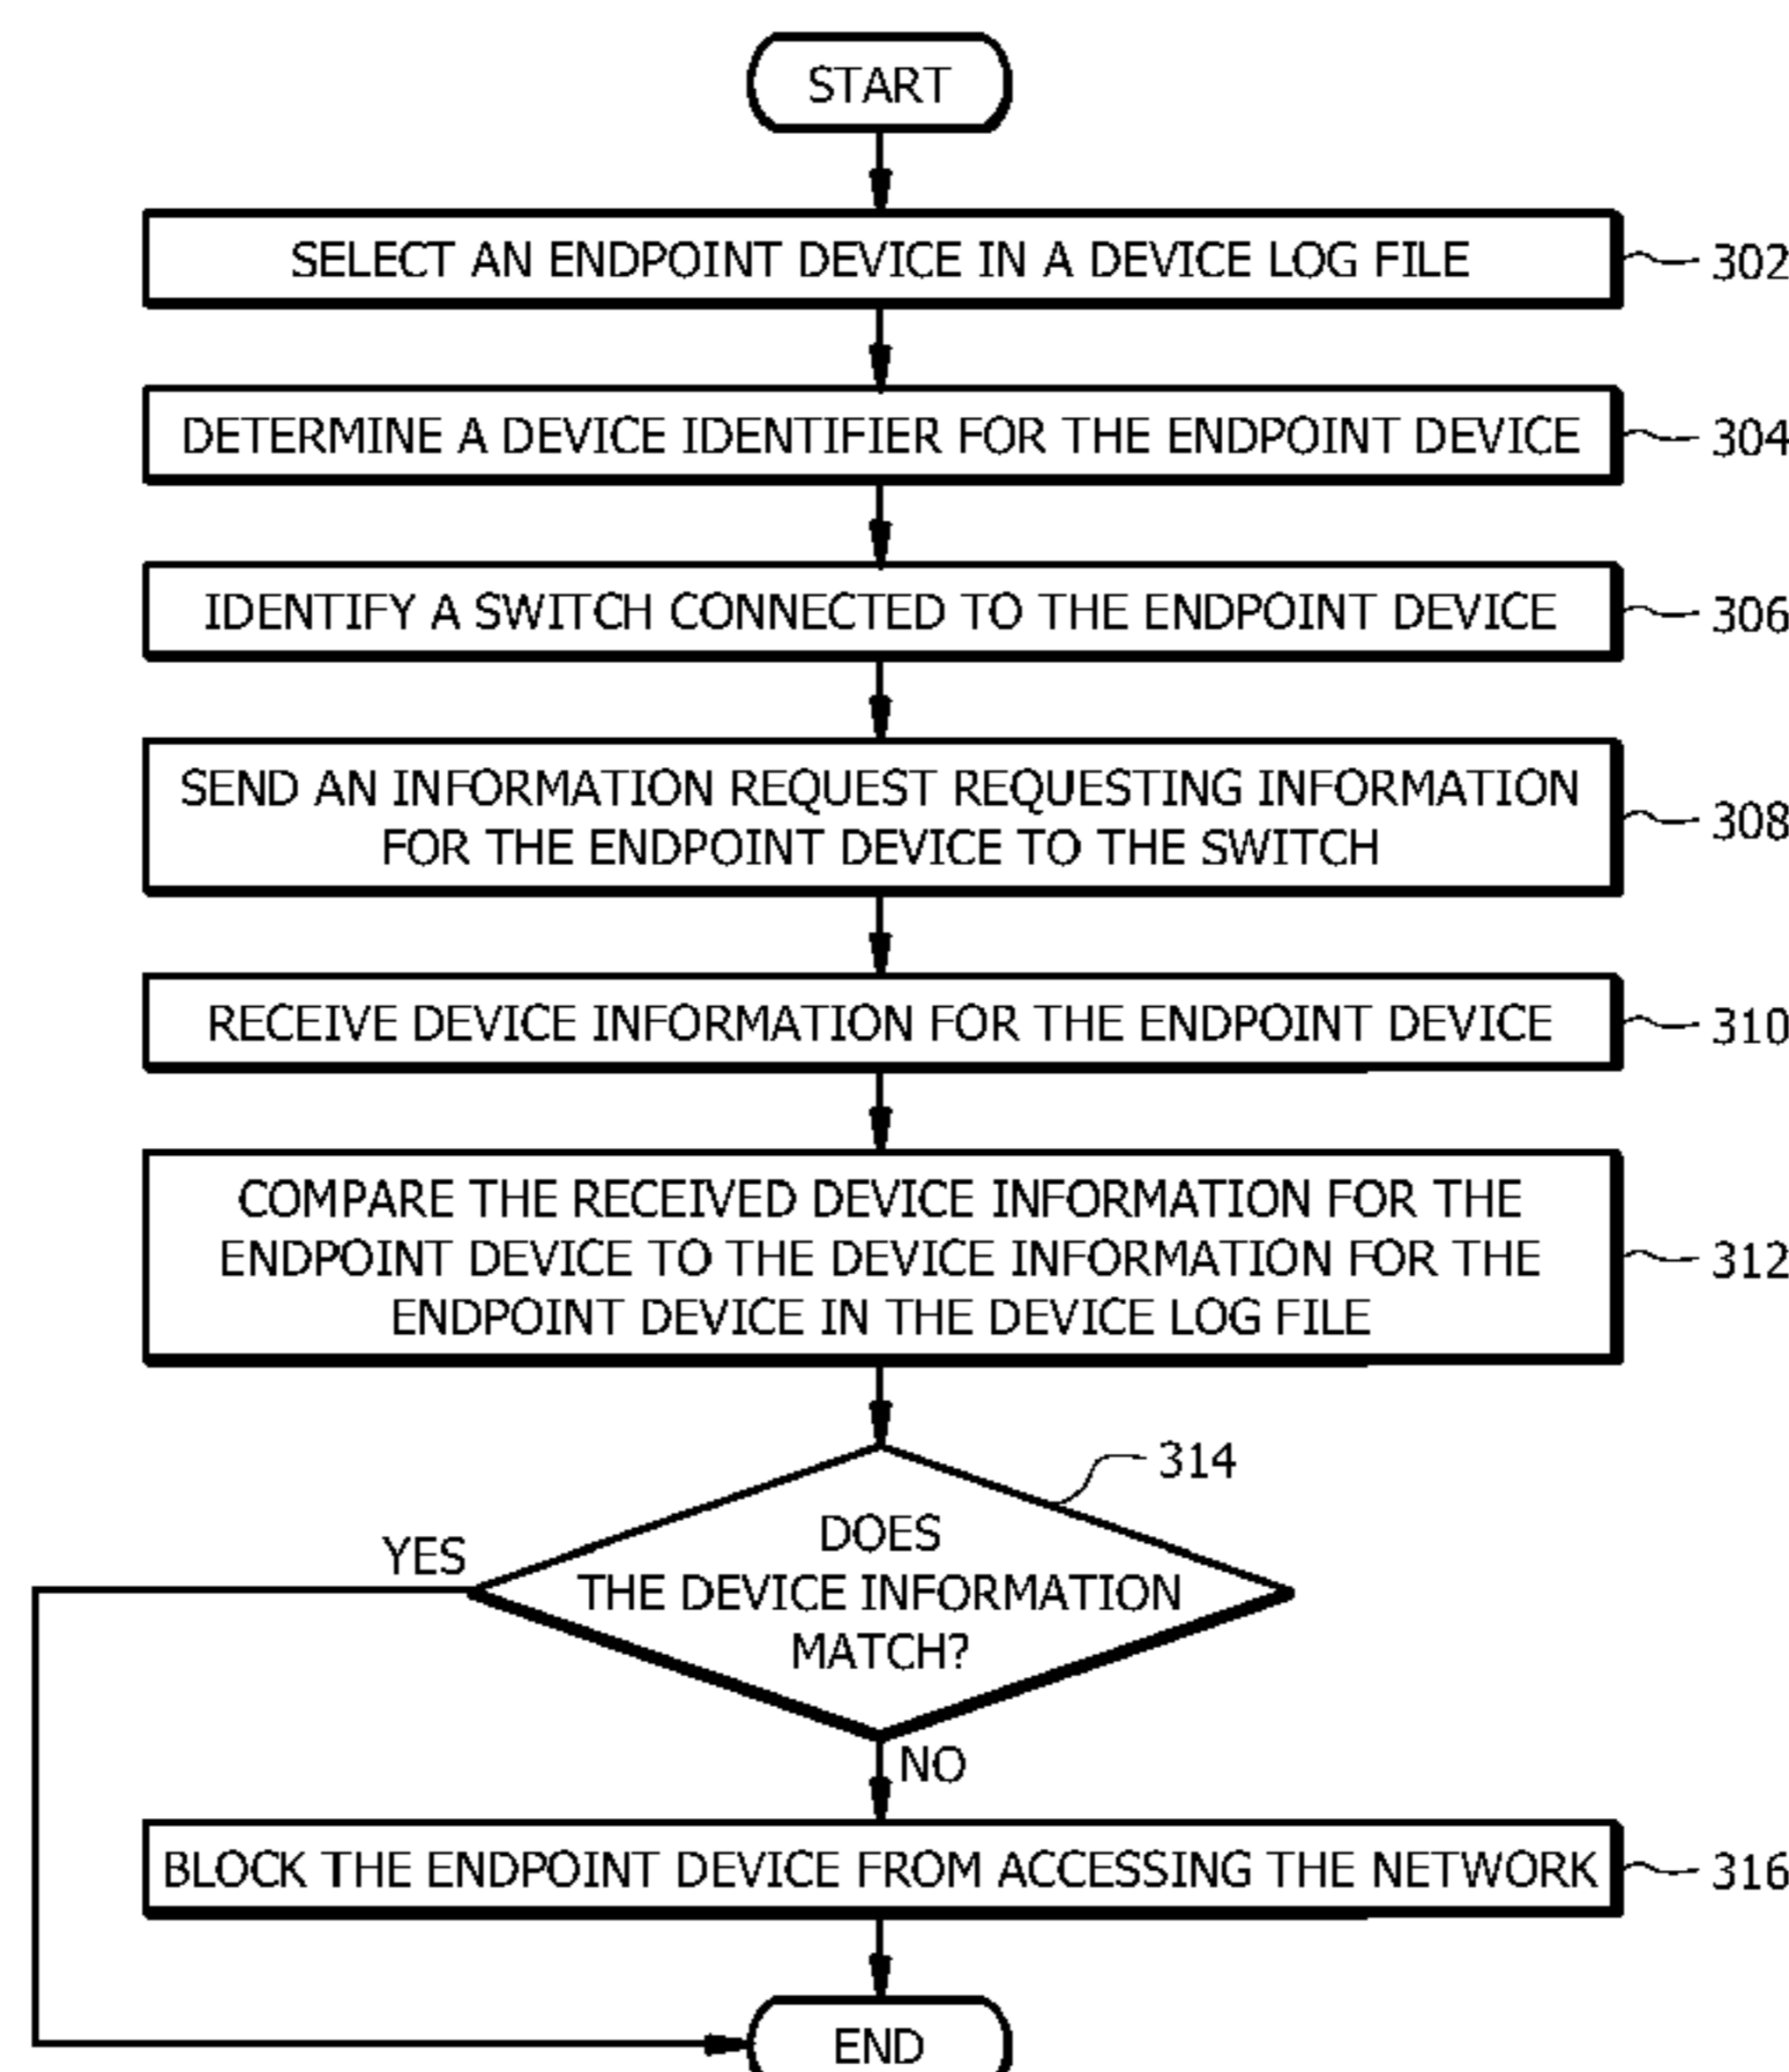 START
SELECT AN ENDPOINT DEVICE IN A DEVICE LOG FILE
302
DETERMINE A DEVICE IDENTIFIER FOR THE ENDPOINT DEVICE
304
IDENTIFY A SWITCH CONNECTED TO THE ENDPOINT DEVICE
306
SEND AN INFORMATION REQUEST REQUESTING INFORMATION
FOR THE ENDPOINT DEVICE TO THE SWITCH
308
RECEIVE DEVICE INFORMATION FOR THE ENDPOINT DEVICE
310
COMPARE THE RECEIVED DEVICE INFORMATION FOR THE
ENDPOINT DEVICE TO THE DEVICE INFORMATION FOR THE
ENDPOINT DEVICE IN THE DEVICE LOG FILE
312
314
DOES
THE DEVICE INFORMATION
MATCH?
YES
NO
BLOCK THE ENDPOINT DEVICE FROM ACCESSING THE NETWORK
316
END